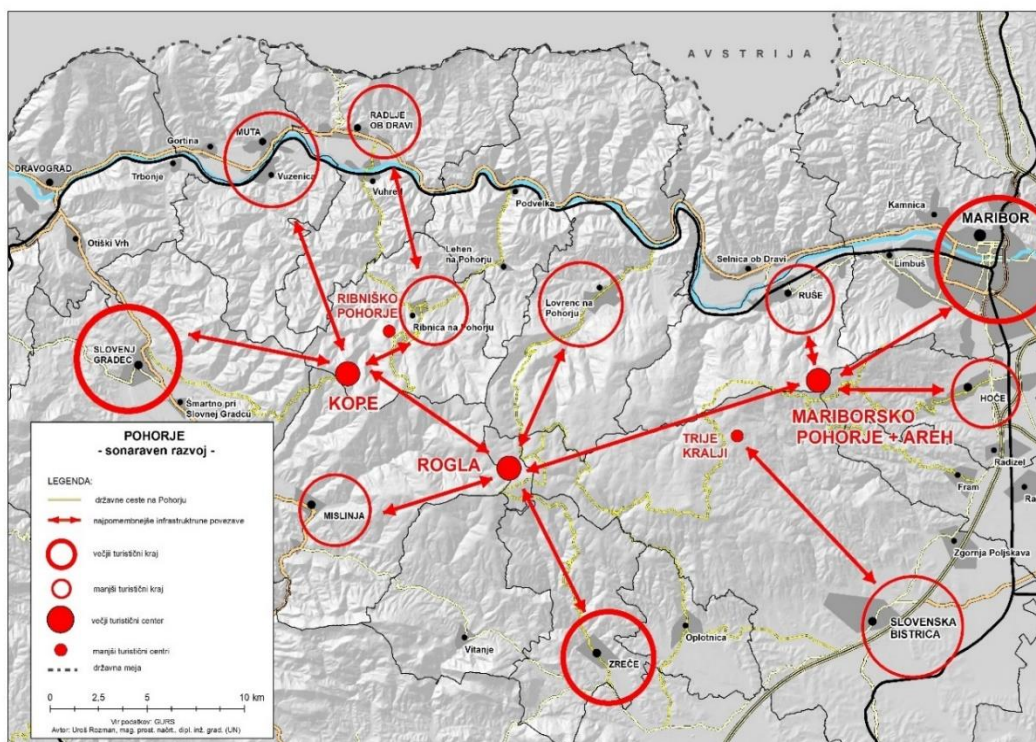 AVSTRIJA
RADLJE
OB DRAVI
MUTA
Gortina
DRAVOGRAD
Trbonje
Vuzenica
Vuhred
Podvelka
Kamnica
MARIBOR
Otiški Vrh
Lehen
na Pohorju
Selnica ob Dravi
Limbuš
RIBNIŠKO
POHORJE
Ribnica na Pohorju
Lovrenc na
Pohorju
RUŠE
SLOVENJ
GRADEC
KOPE
HOČE
Šmartno pri
Slovnej Gradcu
MARIBORSKO
POHORJE + AREH
TRIJE
KRALJI
Radizel
ROGLA
Fram
Ra
MISLINJA
Zgornja Poljskava
SLOVENSKA
BISTRICA
Oplotnica
Vitanje
ZREČE
POHORJE
- sonaraven razvoj -
LEGENDA:
državne ceste na Pohorju
najpomembnejše infrastruktrune povezave
večji turistični kraj
manjši turistični kraj
večji turistični center
manjši turistični centri
državna meja
0 2,5 5 10 km
Vir podatkov: GURS
Avtor: Uroš Rozman, mag. prost. načrt., dipl. inž. grad. (UN)